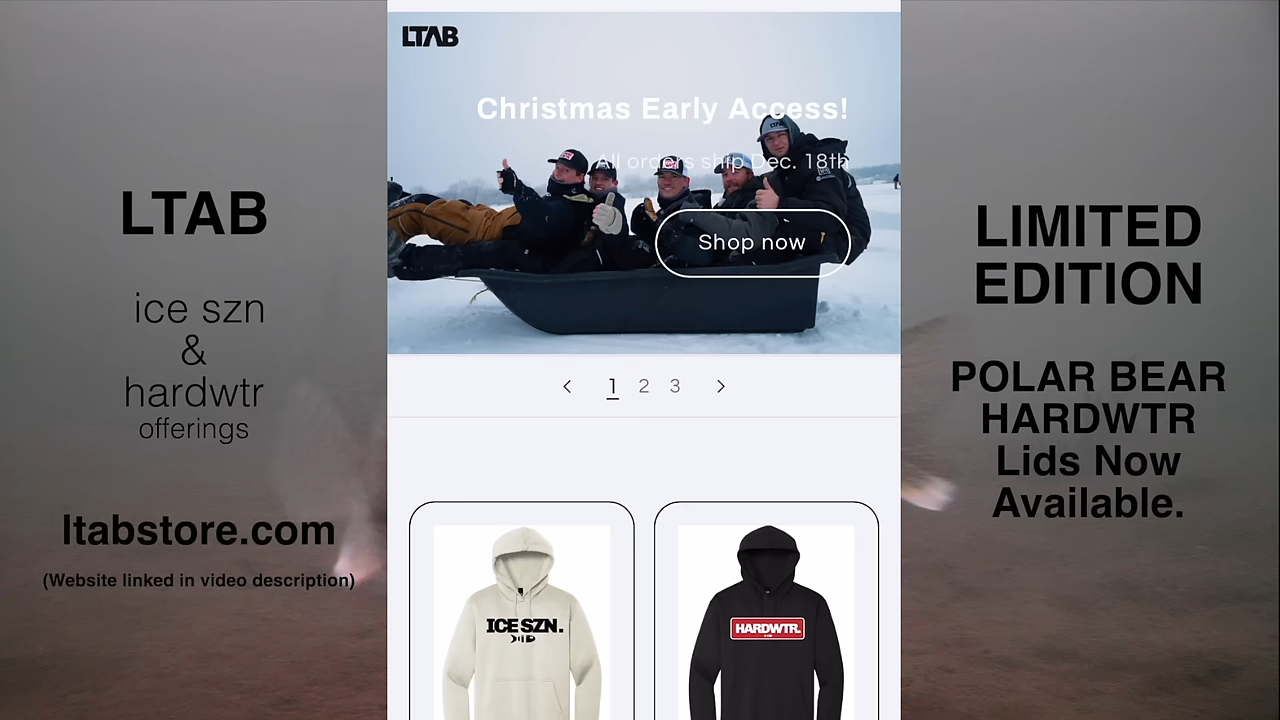 LTAB
ice szn
&
hardwtr
offerings
ltabstore.com
(Website linked in video description)
LTAB
Christmas Early Access!
All orders ship Dec. 18th
Shop now
1 2 3
ICE SZN.
HARDWTR.
LIMITED
EDITION
POLAR BEAR
HARDWTR
Lids Now
Available.